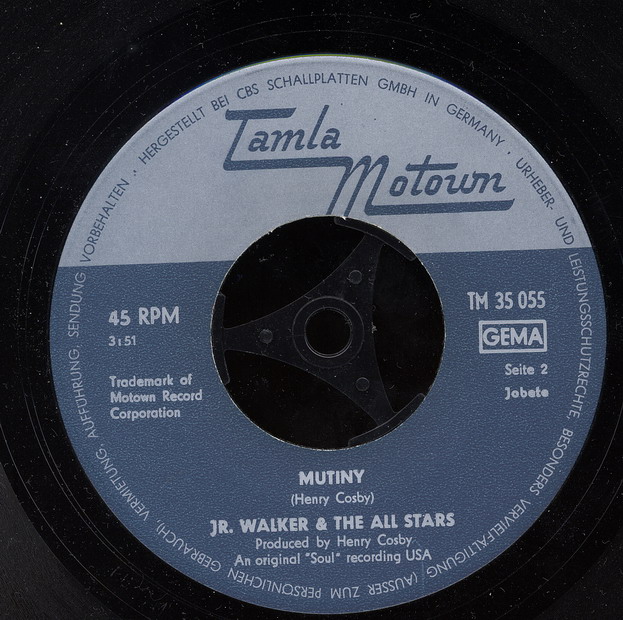 HERGESTELLT BEI CBS SCHALLPLATTEN GMBH IN GERMANY · URHEBER- UND LEISTUNGSSCHUTZRECHTE, BESONDERS VERVIELFÄLTIGUNG (AUSSER ZUM PERSÖNLICHEN GEBRAUCH), VERMIETUNG, AUFFÜHRUNG, SENDUNG VORBEHALTEN ·
Tamla
Motown
45 RPM
3:51
Trademark of
Motown Record
Corporation
TM 35 055
GEMA
Seite 2
Jobete
MUTINY
(Henry Cosby)
JR. WALKER & THE ALL STARS
Produced by Henry Cosby
An original "Soul" recording USA